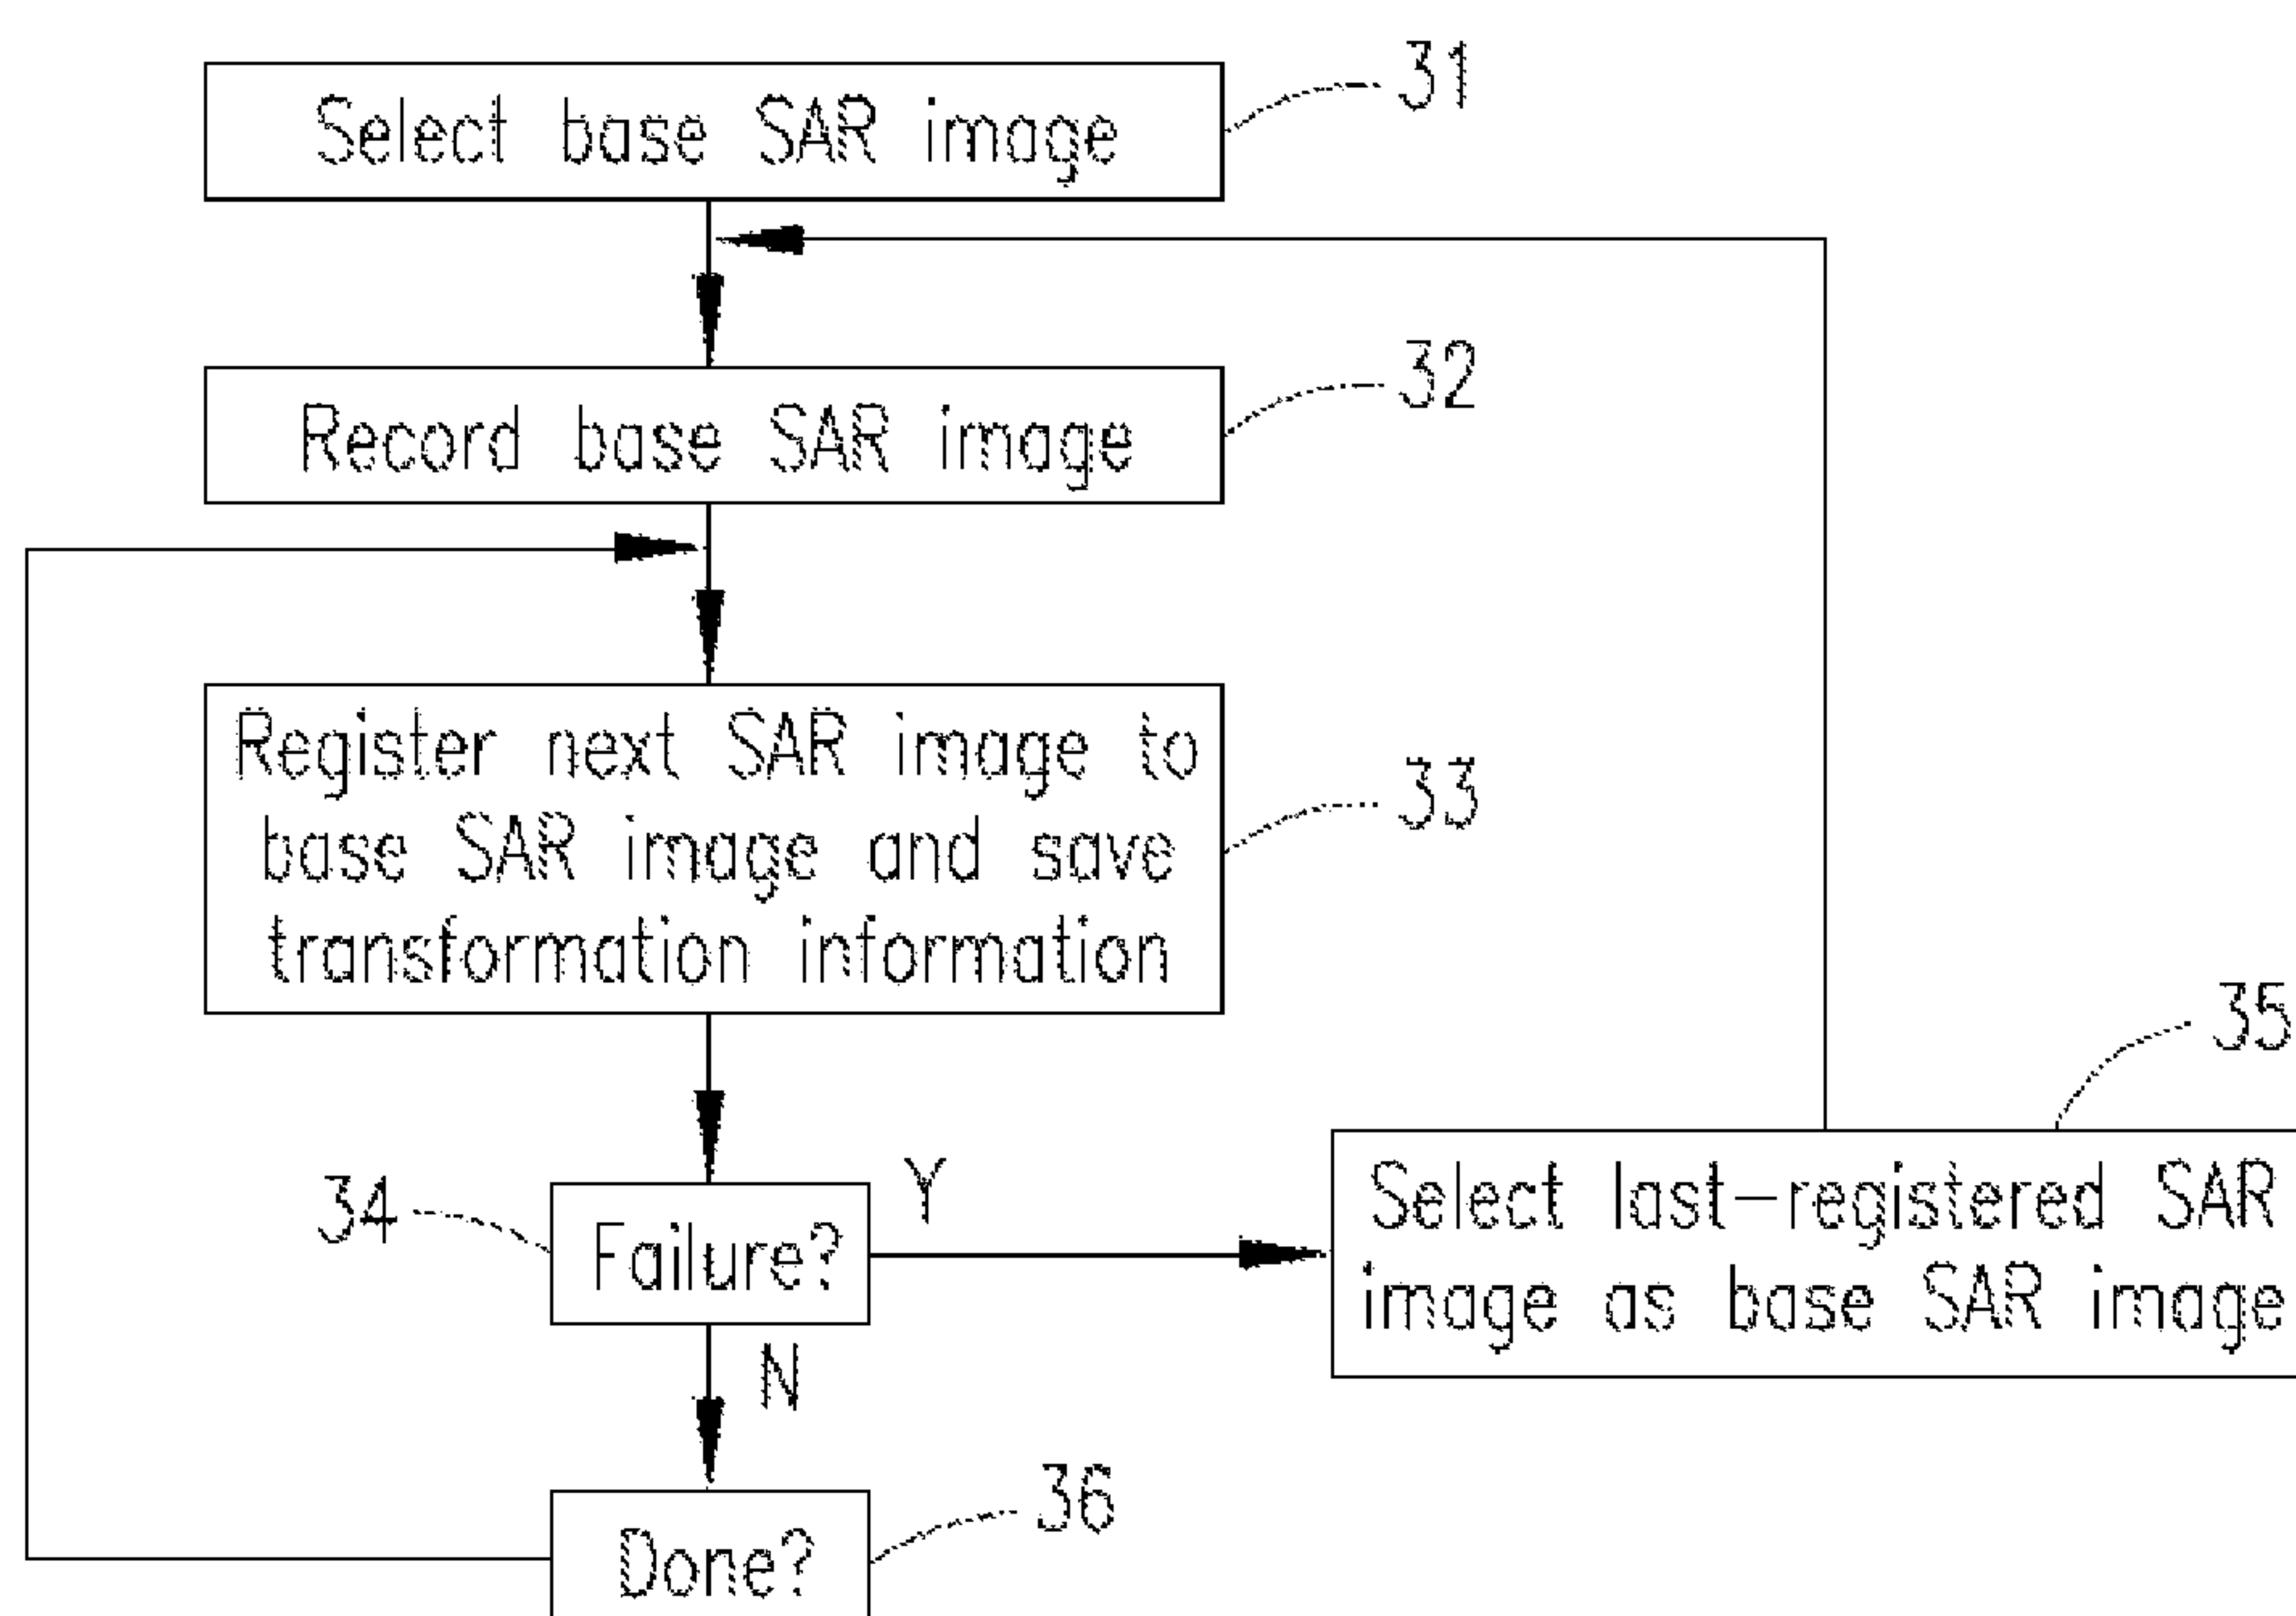 Select base SAR image
31
Record base SAR image
32
Register next SAR image to
base SAR image and save
transformation information
33
34
Failure?
Y
N
35
Select last-registered SAR
image as base SAR image
Done?
36